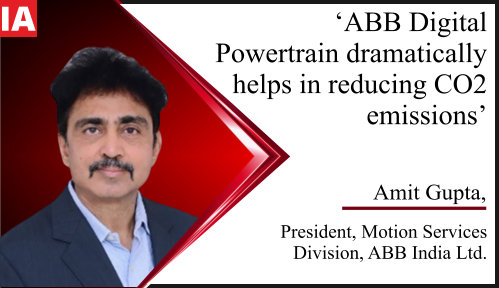 IA
‘ABB Digital
Powertrain dramatically
helps in reducing CO2
emissions’
Amit Gupta,
President, Motion Services
Division, ABB India Ltd.